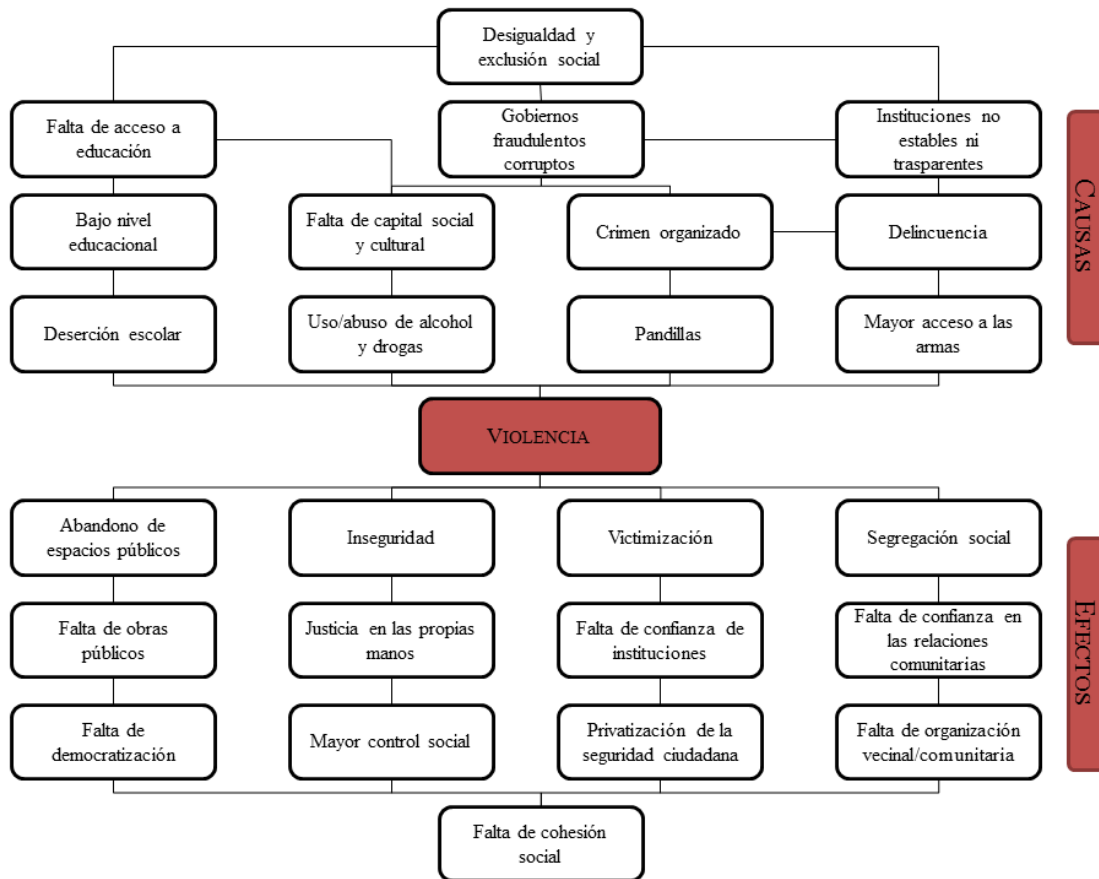 Desigualdad y
exclusión social
Falta de acceso a
educación
Gobiernos
fraudulentos
corruptos
Instituciones no
estables ni
trasparentes
Bajo nivel
educacional
Falta de capital social
y cultural
Crimen organizado
Delincuencia
Deserción escolar
Uso/abuso de alcohol
y drogas
Pandillas
Mayor acceso a las
armas
CAUSAS
VIOLENCIA
Abandono de
espacios públicos
Inseguridad
Victimización
Segregación social
Falta de obras
públicos
Justicia en las propias
manos
Falta de confianza de
instituciones
Falta de confianza en
las relaciones
comunitarias
Falta de
democratización
Mayor control social
Privatización de la
seguridad ciudadana
Falta de organización
vecinal/comunitaria
EFECTOS
Falta de cohesión
social